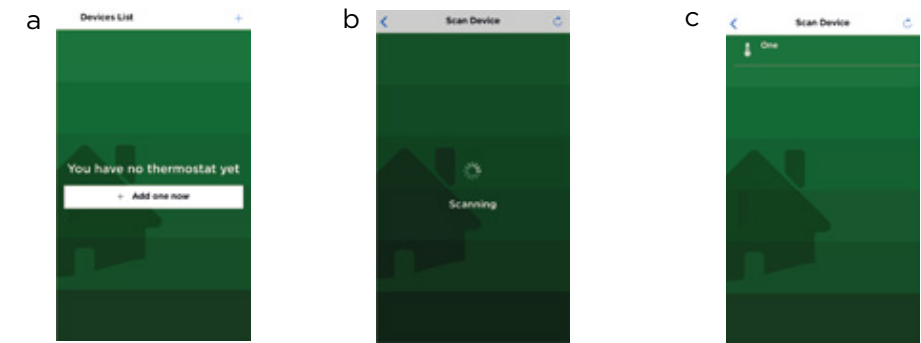 a
Devices List +
You have no thermostat yet
+ Add one now
b
Scan Device
Scanning
c
Scan Device
One